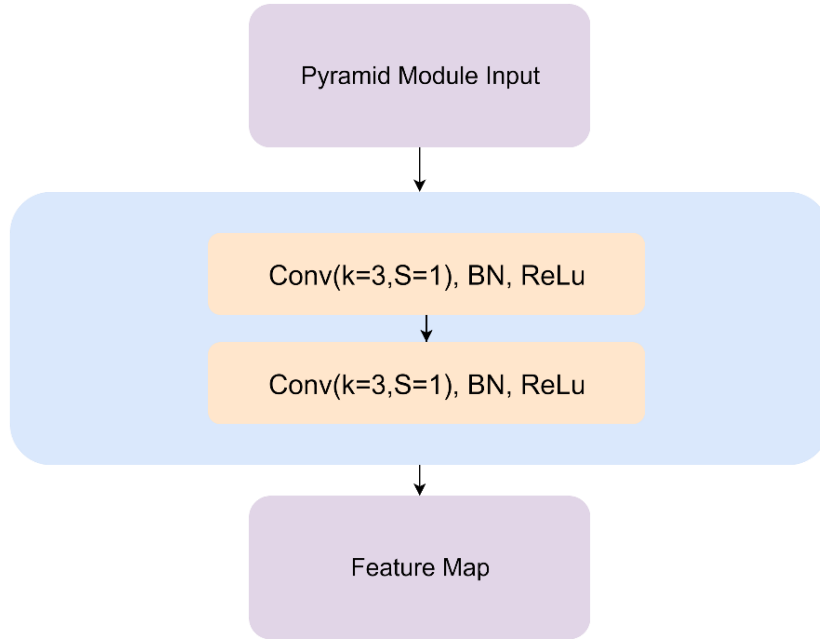 Pyramid Module Input
Conv(k=3,S=1), BN, ReLu
Conv(k=3,S=1), BN, ReLu
Feature Map